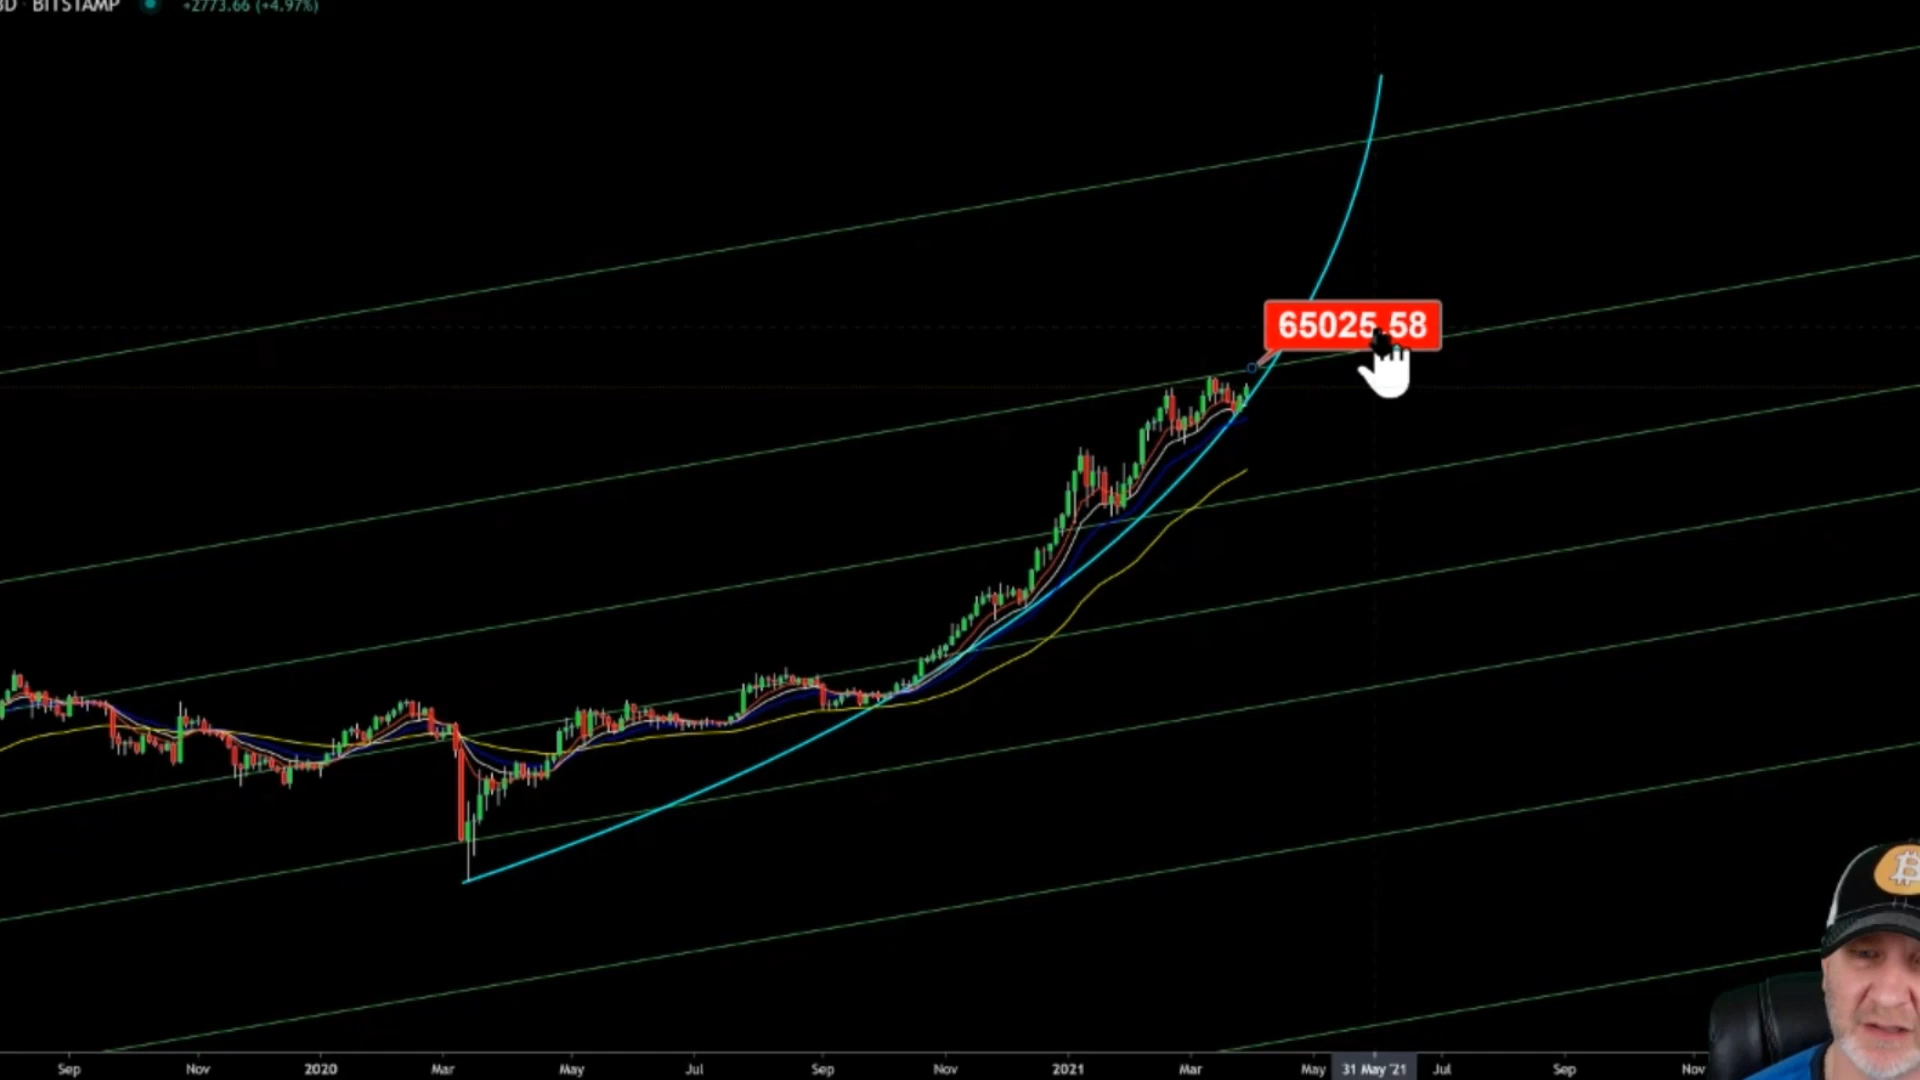 3D BITSTAMP +2773.66 (+4.97%)
65025.58
Sep Nov 2020 Mar May Jul Sep Nov 2021 Mar May 31 May '21 Jul Sep Nov
₿